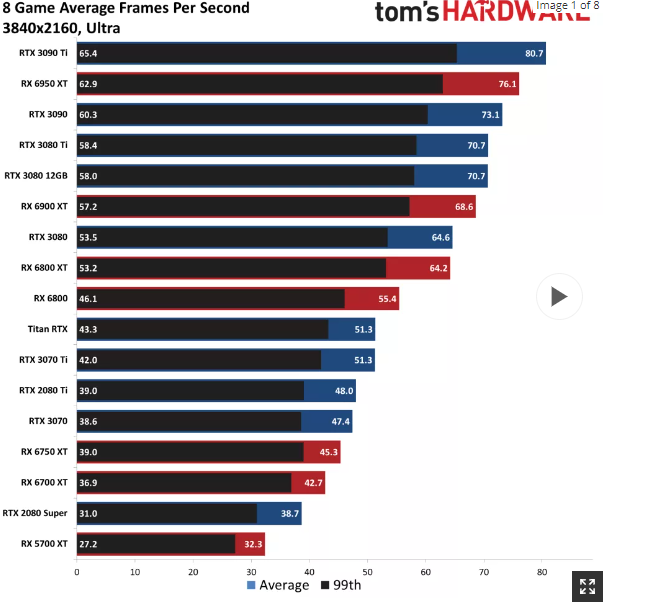 8 Game Average Frames Per Second
3840x2160, Ultra
tom's HARDWARE
Image 1 of 8
RTX 3090 Ti 65.4 80.7
RX 6950 XT 62.9 76.1
RTX 3090 60.3 73.1
RTX 3080 Ti 58.4 70.7
RTX 3080 12GB 58.0 70.7
RX 6900 XT 57.2 68.6
RTX 3080 53.5 64.6
RX 6800 XT 53.2 64.2
RX 6800 46.1 55.4
Titan RTX 43.3 51.3
RTX 3070 Ti 42.0 51.3
RTX 2080 Ti 39.0 48.0
RTX 3070 38.6 47.4
RX 6750 XT 39.0 45.3
RX 6700 XT 36.9 42.7
RTX 2080 Super 31.0 38.7
RX 5700 XT 27.2 32.3
0 10 20 30 40 50 60 70 80
Average 99th